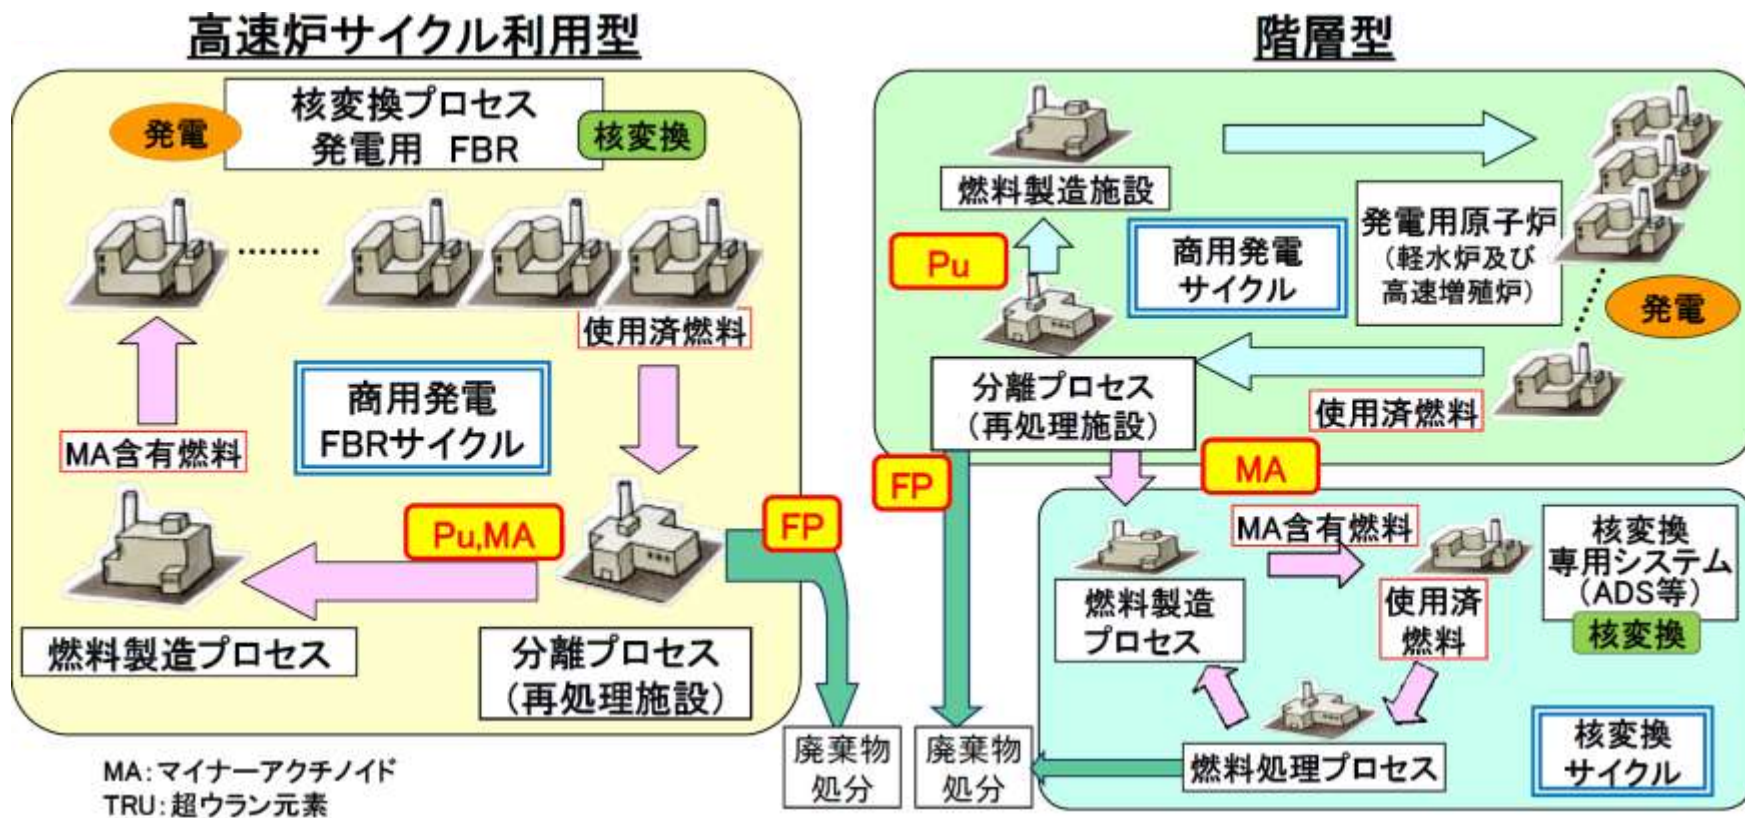 高速炉サイクル利用型
発電
核変換プロセス
発電用 FBR
核変換
使用済燃料
商用発電
FBRサイクル
MA含有燃料
Pu,MA
FP
燃料製造プロセス
分離プロセス
(再処理施設)
廃棄物
処分
MA:マイナーアクチノイド
TRU:超ウラン元素
階層型
燃料製造施設
Pu
商用発電
サイクル
発電用原子炉
(軽水炉及び
高速増殖炉)
発電
使用済燃料
分離プロセス
(再処理施設)
FP
MA
MA含有燃料
核変換
専用システム
(ADS等)
核変換
燃料製造
プロセス
使用済
燃料
燃料処理プロセス
核変換
サイクル
廃棄物
処分